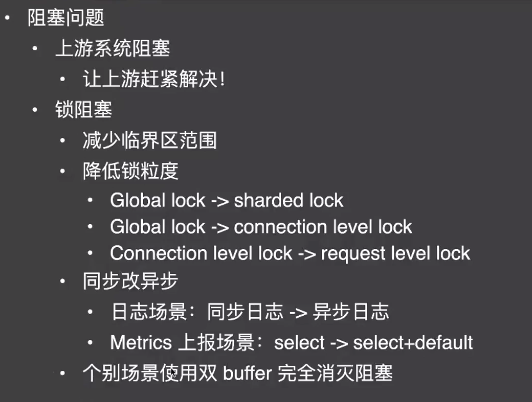 • 阻塞问题
• 上游系统阻塞
• 让上游赶紧解决！
• 锁阻塞
• 减少临界区范围
• 降低锁粒度
• Global lock -> sharded lock
• Global lock -> connection level lock
• Connection level lock -> request level lock
• 同步改异步
• 日志场景：同步日志 -> 异步日志
• Metrics 上报场景：select -> select+default
• 个别场景使用双 buffer 完全消灭阻塞